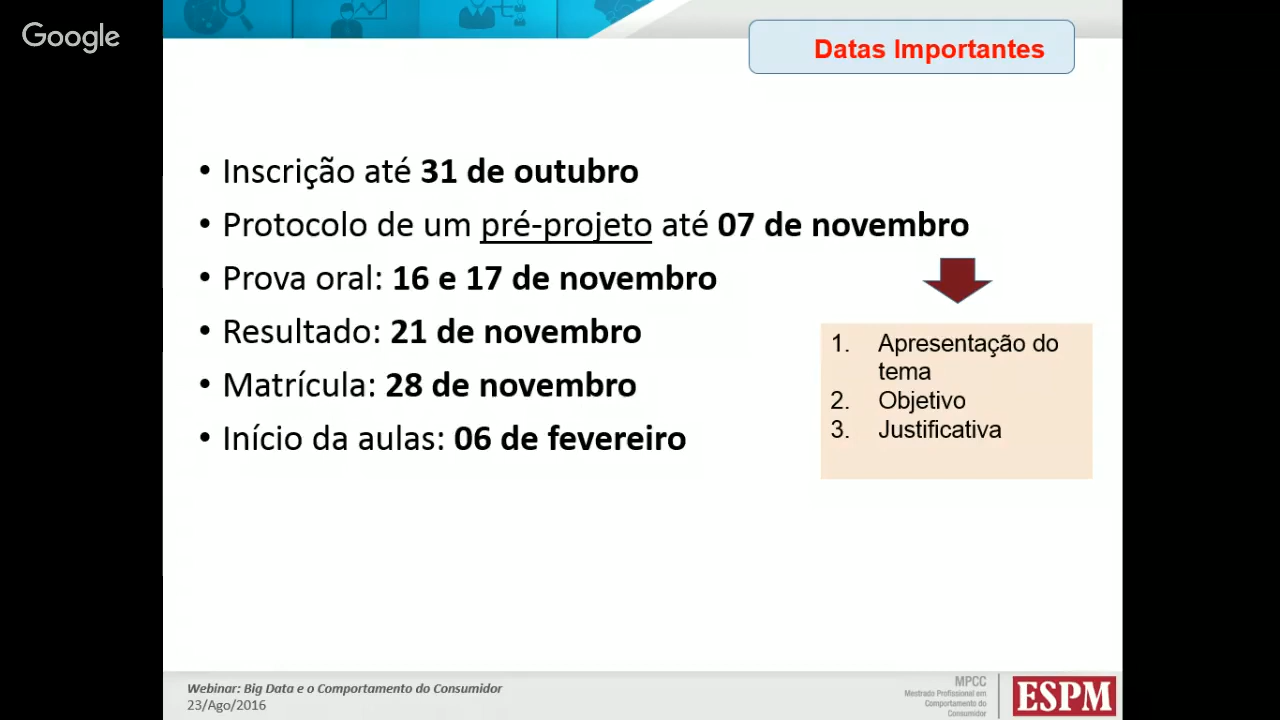 Google
Datas Importantes
• Inscrição até 31 de outubro
• Protocolo de um pré-projeto até 07 de novembro
• Prova oral: 16 e 17 de novembro
• Resultado: 21 de novembro
• Matrícula: 28 de novembro
• Início da aulas: 06 de fevereiro
1. Apresentação do
tema
2. Objetivo
3. Justificativa
Webinar: Big Data e o Comportamento do Consumidor
23/Ago/2016
MPCC
Mestrado Profissional em
Comportamento do
Consumidor
ESPM